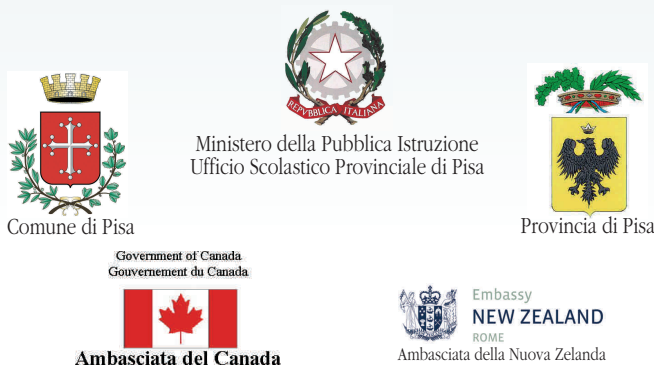 REPVBBLICA ITALIANA
Ministero della Pubblica Istruzione
Ufficio Scolastico Provinciale di Pisa
Comune di Pisa
Provincia di Pisa
Government of Canada
Gouvernement du Canada
Ambasciata del Canada
Embassy
NEW ZEALAND
ROME
Ambasciata della Nuova Zelanda